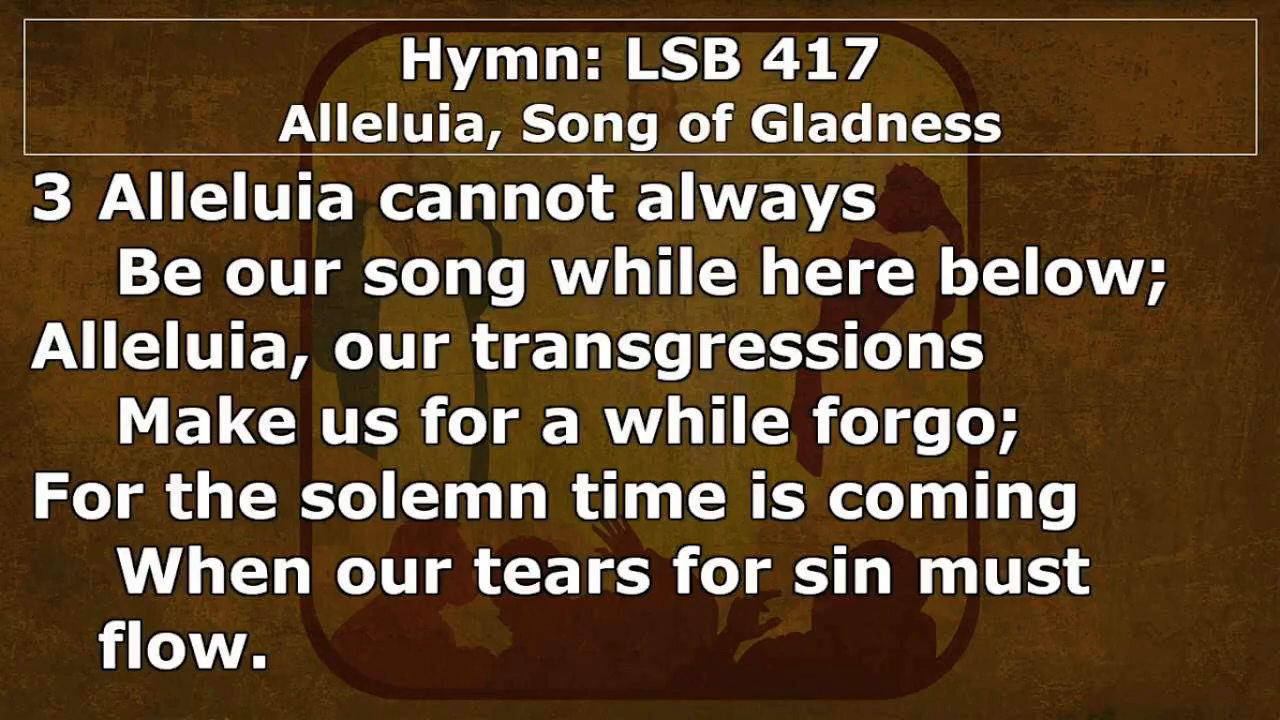 Hymn: LSB 417
Alleluia, Song of Gladness
3 Alleluia cannot always
Be our song while here below;
Alleluia, our transgressions
Make us for a while forgo;
For the solemn time is coming
When our tears for sin must
flow.